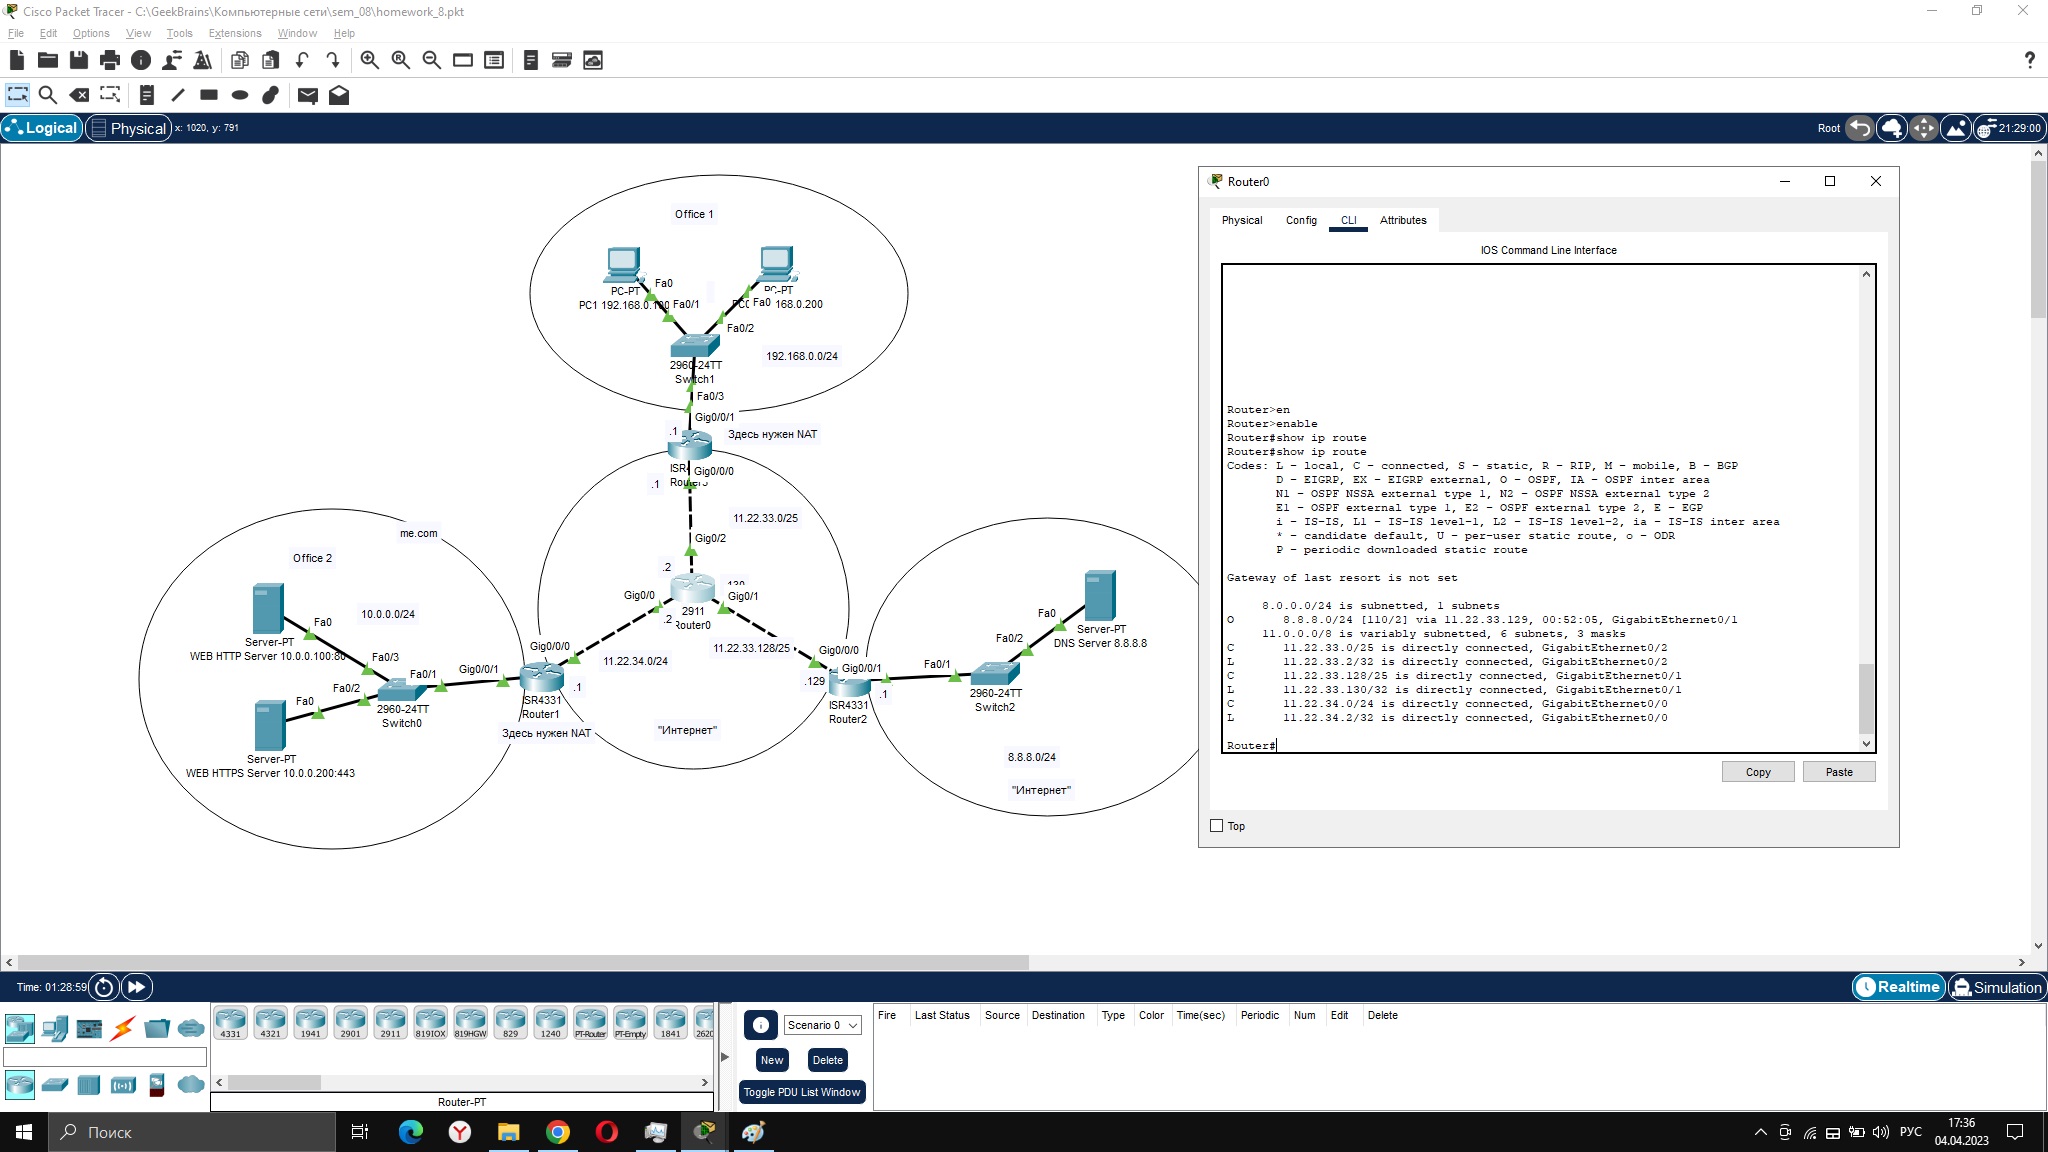 Cisco Packet Tracer - C:\GeekBrains\Компьютерные сети\sem_08\homework_8.pkt
File Edit Options View Tools Extensions Window Help
Logical Physical x: 1020, y: 791
Root 21:29:00
Office 1
PC-PT
PC1 192.168.0.100
Fa0
Fa0/1
PC-PT
Fa0
168.0.200
Fa0/2
2960-24TT
Switch1
192.168.0.0/24
Fa0/3
Gig0/0/1
.1
Здесь нужен NAT
Gig0/0/0
.1
11.22.33.0/25
Gig0/2
.2
Gig0/0
Gig0/1
2911
Router0
.2
11.22.33.128/25
11.22.34.0/24
"Интернет"
me.com
Office 2
10.0.0.0/24
Fa0
Server-PT
WEB HTTP Server 10.0.0.100:80
Fa0/3
Fa0/1
Gig0/0/1
Gig0/0/0
Fa0
Fa0/2
2960-24TT
Switch0
.1
ISR4331
Router1
Здесь нужен NAT
Server-PT
WEB HTTPS Server 10.0.0.200:443
Gig0/0/0
Gig0/0/1
.129
.1
ISR4331
Router2
Fa0/1
Fa0/2
Fa0
2960-24TT
Switch2
Server-PT
DNS Server 8.8.8.8
8.8.8.0/24
"Интернет"
Router0
Physical Config CLI Attributes
IOS Command Line Interface
Router>en
Router>enable
Router#show ip route
Router#show ip route
Codes: L - local, C - connected, S - static, R - RIP, M - mobile, B - BGP
D - EIGRP, EX - EIGRP external, O - OSPF, IA - OSPF inter area
N1 - OSPF NSSA external type 1, N2 - OSPF NSSA external type 2
E1 - OSPF external type 1, E2 - OSPF external type 2, E - EGP
i - IS-IS, L1 - IS-IS level-1, L2 - IS-IS level-2, ia - IS-IS inter area
* - candidate default, U - per-user static route, o - ODR
P - periodic downloaded static route
Gateway of last resort is not set
8.0.0.0/24 is subnetted, 1 subnets
O 8.8.8.0/24 [110/2] via 11.22.33.129, 00:52:05, GigabitEthernet0/1
11.0.0.0/8 is variably subnetted, 6 subnets, 3 masks
C 11.22.33.0/25 is directly connected, GigabitEthernet0/2
L 11.22.33.2/32 is directly connected, GigabitEthernet0/2
C 11.22.33.128/25 is directly connected, GigabitEthernet0/1
L 11.22.33.130/32 is directly connected, GigabitEthernet0/1
C 11.22.34.0/24 is directly connected, GigabitEthernet0/0
L 11.22.34.2/32 is directly connected, GigabitEthernet0/0
Router#
Copy Paste
Top
Time: 01:28:59
Realtime Simulation
4331 4321 1941 2901 2911 819IOX 819HGW 829 1240 PT-Router PT-Empty 1841
Router-PT
Scenario 0
New Delete
Toggle PDU List Window
Fire Last Status Source Destination Type Color Time(sec) Periodic Num Edit Delete
Поиск
РУС
17:36
04.04.2023